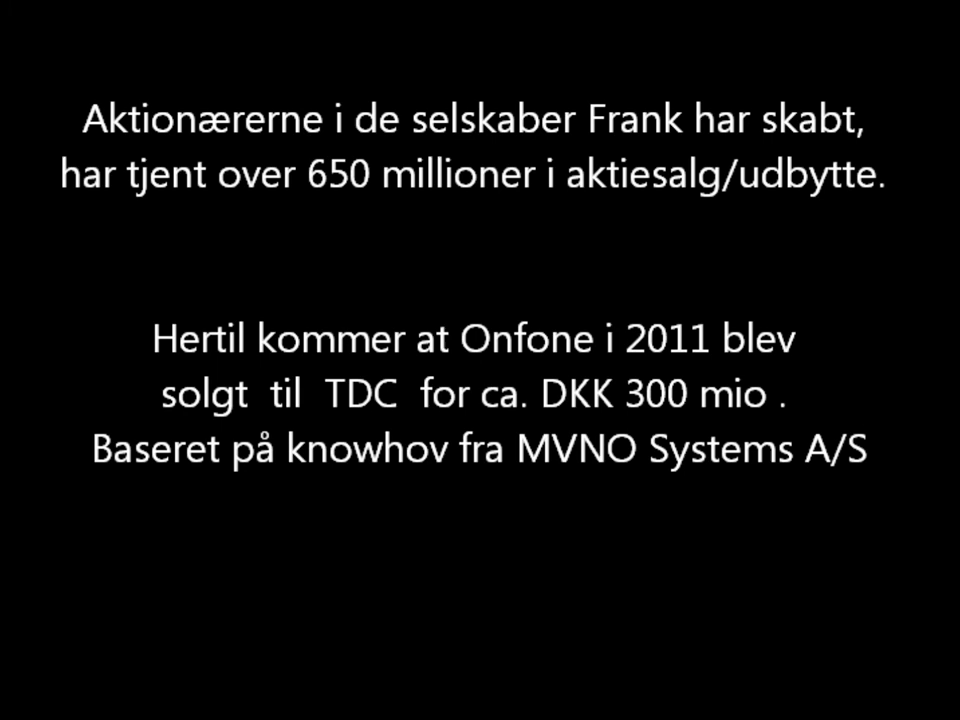 Aktionærerne i de selskaber Frank har skabt,
har tjent over 650 millioner i aktiesalg/udbytte.
Hertil kommer at Onfone i 2011 blev
solgt til TDC for ca. DKK 300 mio .
Baseret på knowhov fra MVNO Systems A/S